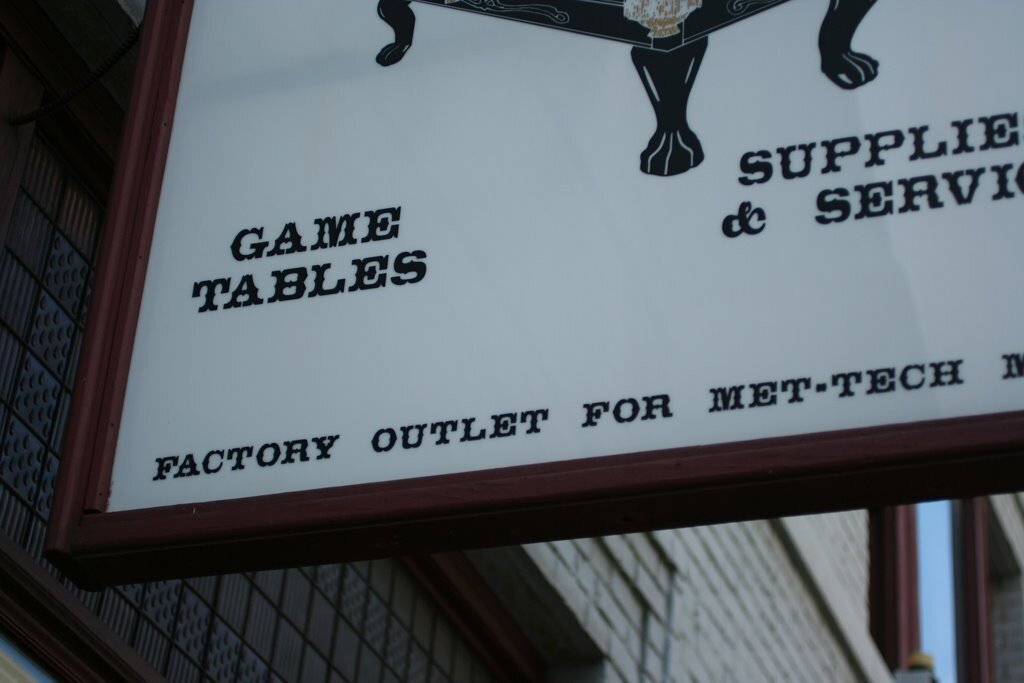 GAME
TABLES
SUPPLIE
& SERVIC
FACTORY OUTLET FOR MET-TECH M